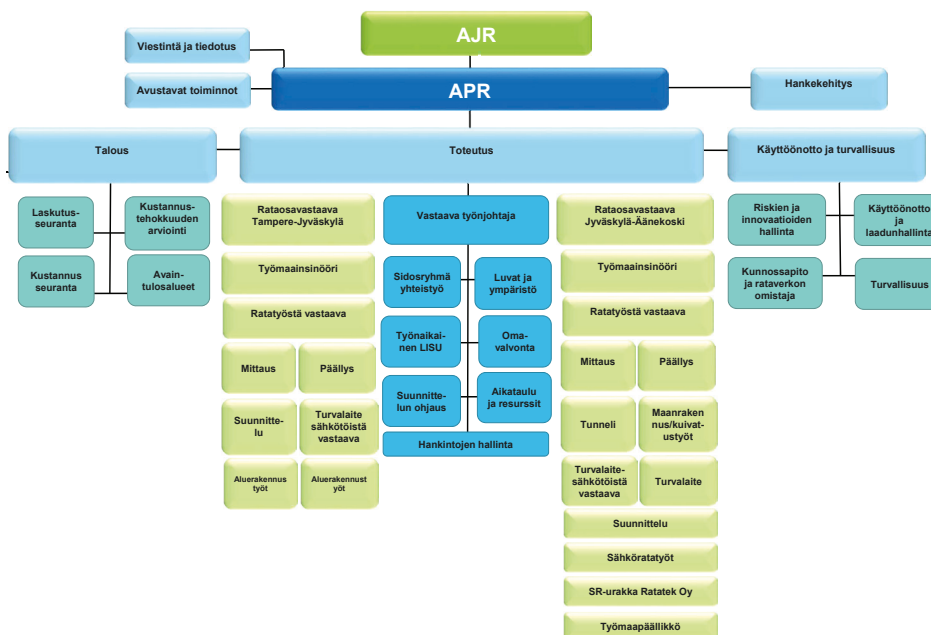 AJR
Viestintä ja tiedotus
APR
Avustavat toiminnot
Hankekehitys
Talous
Toteutus
Käyttöönotto ja turvallisuus
Laskutus-
seuranta
Kustannus-
tehokkuuden
arviointi
Kustannus
seuranta
Avain-
tulosalueet
Rataosavastaava
Tampere-Jyväskylä
Työmaainsinööri
Ratatyöstä vastaava
Mittaus
Päällys
Suunnitte-
lu
Turvalaite
sähkötöistä
vastaava
Aluerakennus
työt
Aluerakennust
yöt
Vastaava työnjohtaja
Sidosryhmä
yhteistyö
Luvat ja
ympäristö
Työnaikai-
nen LISU
Oma-
valvonta
Suunnitte-
lun ohjaus
Aikataulu
ja resurssit
Hankintojen hallinta
Rataosavastaava
Jyväskylä-Äänekoski
Työmaainsinööri
Ratatyöstä vastaava
Mittaus
Päällys
Tunneli
Maanraken
nus/kuivat-
ustyöt
Turvalaite-
sähkötöistä
vastaava
Turvalaite
Suunnittelu
Sähköratatyöt
SR-urakka Ratatek Oy
Työmaapäällikkö
Riskien ja
innovaatioiden
hallinta
Käyttöönotto
ja
laadunhallinta
Kunnossapito
ja rataverkon
omistaja
Turvallisuus